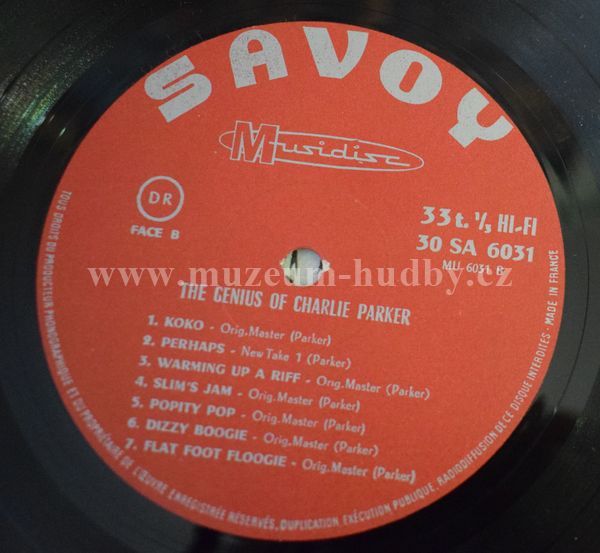 SAVOY
Musidisc
DR
FACE B
33 t. 1/3 HI-FI
30 SA 6031
MU-6031 B
www.muzeum-hudby.cz
THE GENIUS OF CHARLIE PARKER
1. KOKO - Orig.Master (Parker)
2. PERHAPS - New Take 1 (Parker)
3. WARMING UP A RIFF - Orig.Master (Parker)
4. SLIM'S JAM - Orig.Master (Parker)
5. POPITY POP - Orig.Master (Parker)
6. DIZZY BOOGIE - Orig.Master (Parker)
7. FLAT FOOT FLOOGIE - Orig.Master (Parker)
TOUS DROITS DU PRODUCTEUR PHONOGRAPHIQUE ET DU PROPRIÉTAIRE DE L'ŒUVRE ENREGISTRÉE RÉSERVÉS, DUPLICATION, EXÉCUTION PUBLIQUE, RADIODIFFUSION DE CE DISQUE INTERDITES - MADE IN FRANCE